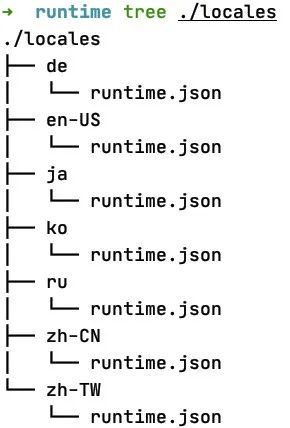 ➜  runtime tree ./locales
./locales
├── de
│   └── runtime.json
├── en-US
│   └── runtime.json
├── ja
│   └── runtime.json
├── ko
│   └── runtime.json
├── ru
│   └── runtime.json
├── zh-CN
│   └── runtime.json
└── zh-TW
    └── runtime.json